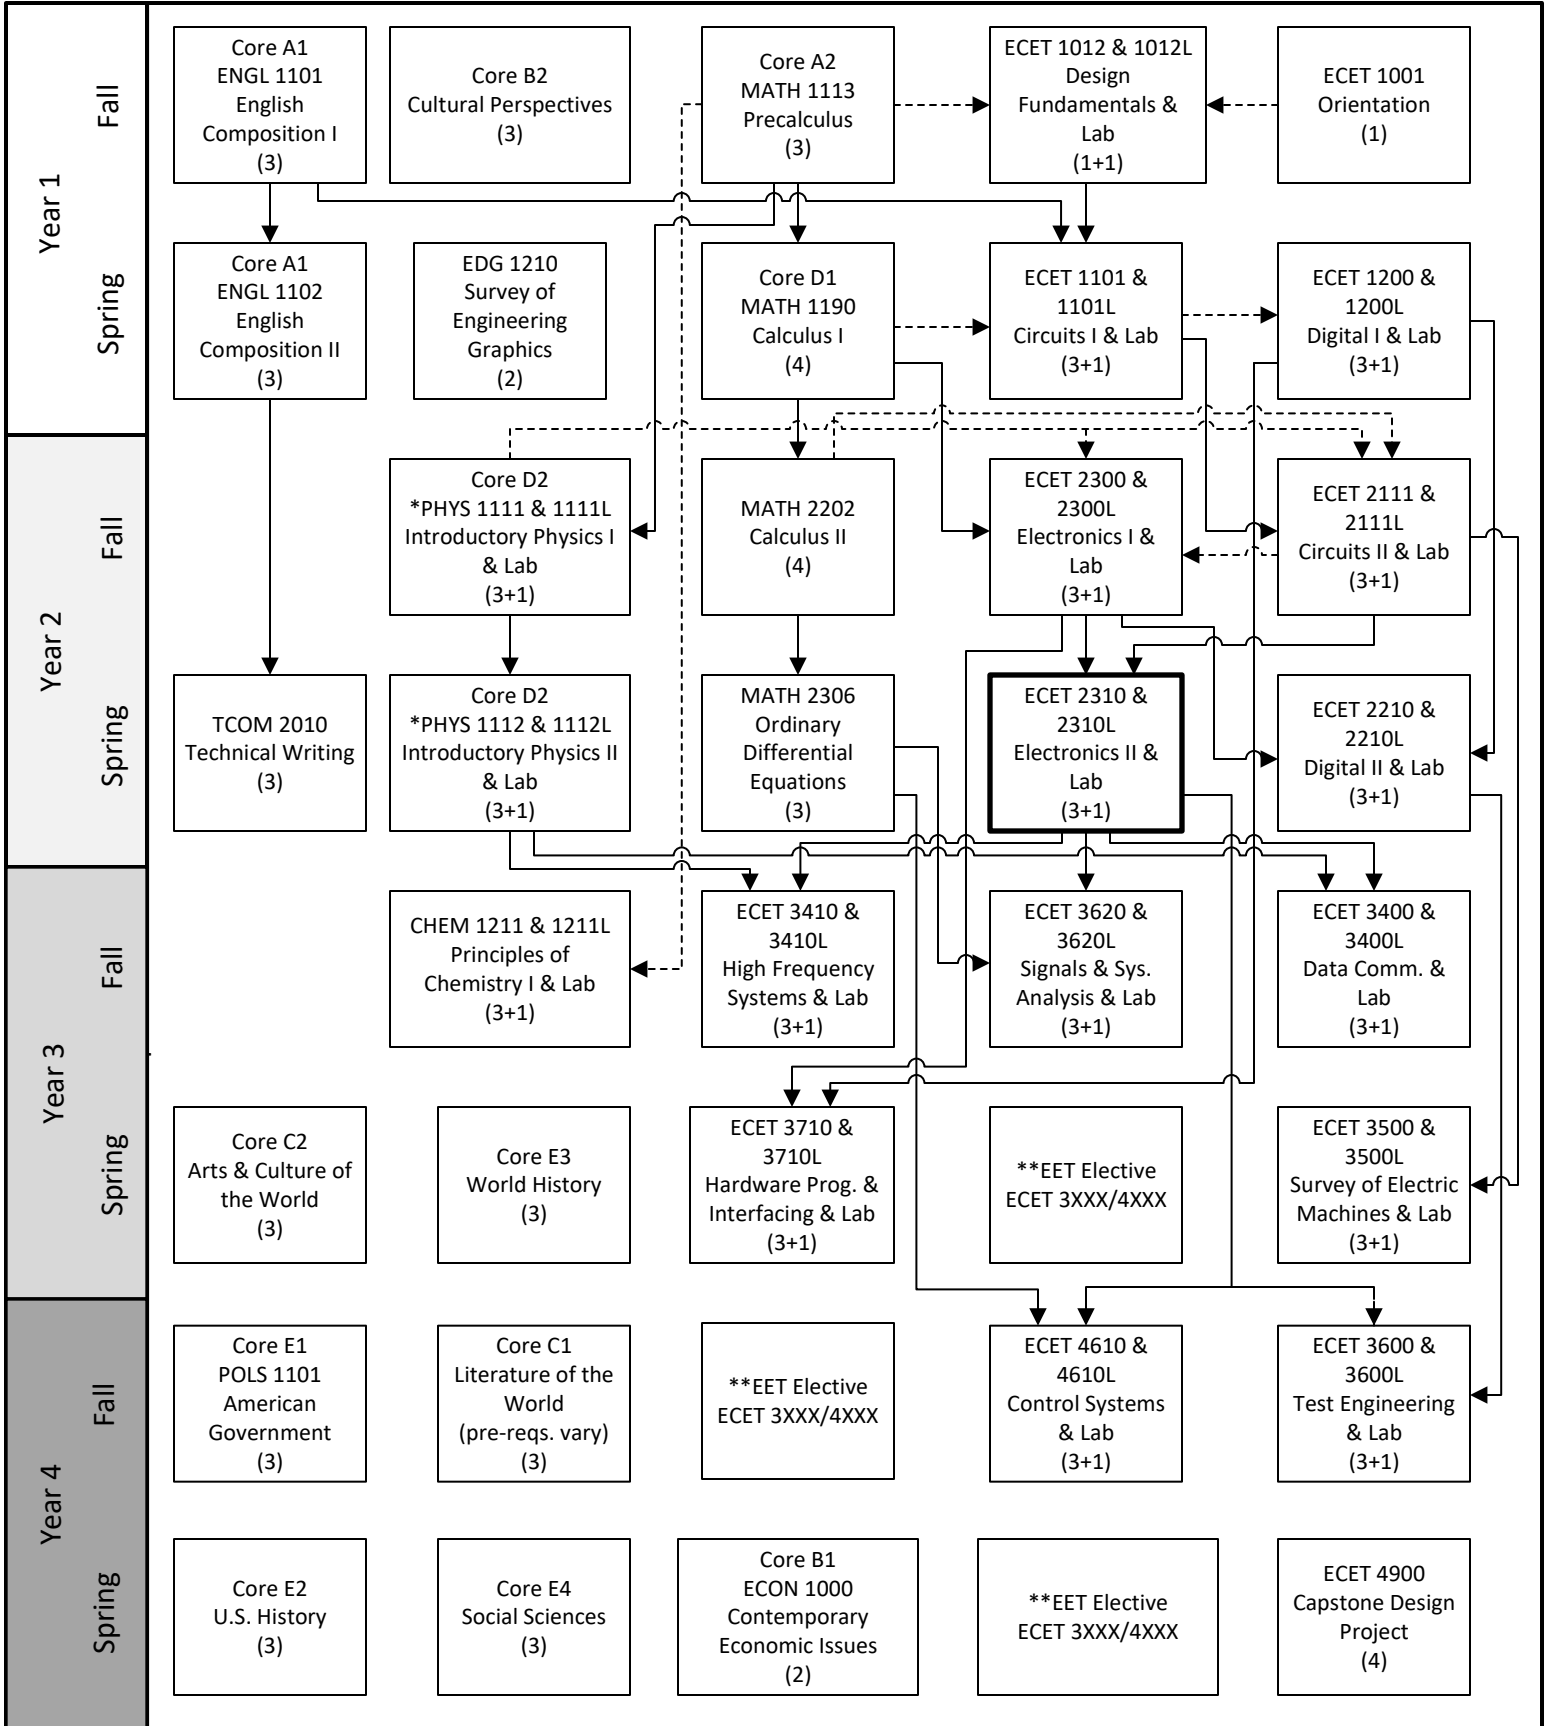 Year 1
Fall
Core A1
ENGL 1101
English
Composition I
(3)
Core B2
Cultural Perspectives
(3)
Core A2
MATH 1113
Precalculus
(3)
ECET 1012 & 1012L
Design
Fundamentals &
Lab
(1+1)
ECET 1001
Orientation
(1)
Spring
Core A1
ENGL 1102
English
Composition II
(3)
EDG 1210
Survey of
Engineering
Graphics
(2)
Core D1
MATH 1190
Calculus I
(4)
ECET 1101 &
1101L
Circuits I & Lab
(3+1)
ECET 1200 &
1200L
Digital I & Lab
(3+1)
Year 2
Fall
Core D2
*PHYS 1111 & 1111L
Introductory Physics I
& Lab
(3+1)
MATH 2202
Calculus II
(4)
ECET 2300 &
2300L
Electronics I &
Lab
(3+1)
ECET 2111 &
2111L
Circuits II & Lab
(3+1)
Spring
TCOM 2010
Technical Writing
(3)
Core D2
*PHYS 1112 & 1112L
Introductory Physics II
& Lab
(3+1)
MATH 2306
Ordinary
Differential
Equations
(3)
ECET 2310 &
2310L
Electronics II &
Lab
(3+1)
ECET 2210 &
2210L
Digital II & Lab
(3+1)
Year 3
Fall
CHEM 1211 & 1211L
Principles of
Chemistry I & Lab
(3+1)
ECET 3410 &
3410L
High Frequency
Systems & Lab
(3+1)
ECET 3620 &
3620L
Signals & Sys.
Analysis & Lab
(3+1)
ECET 3400 &
3400L
Data Comm. &
Lab
(3+1)
Spring
Core C2
Arts & Culture of
the World
(3)
Core E3
World History
(3)
ECET 3710 &
3710L
Hardware Prog. &
Interfacing & Lab
(3+1)
**EET Elective
ECET 3XXX/4XXX
ECET 3500 &
3500L
Survey of Electric
Machines & Lab
(3+1)
Year 4
Fall
Core E1
POLS 1101
American
Government
(3)
Core C1
Literature of the
World
(pre-reqs. vary)
(3)
**EET Elective
ECET 3XXX/4XXX
ECET 4610 &
4610L
Control Systems
& Lab
(3+1)
ECET 3600 &
3600L
Test Engineering
& Lab
(3+1)
Spring
Core E2
U.S. History
(3)
Core E4
Social Sciences
(3)
Core B1
ECON 1000
Contemporary
Economic Issues
(2)
**EET Elective
ECET 3XXX/4XXX
ECET 4900
Capstone Design
Project
(4)